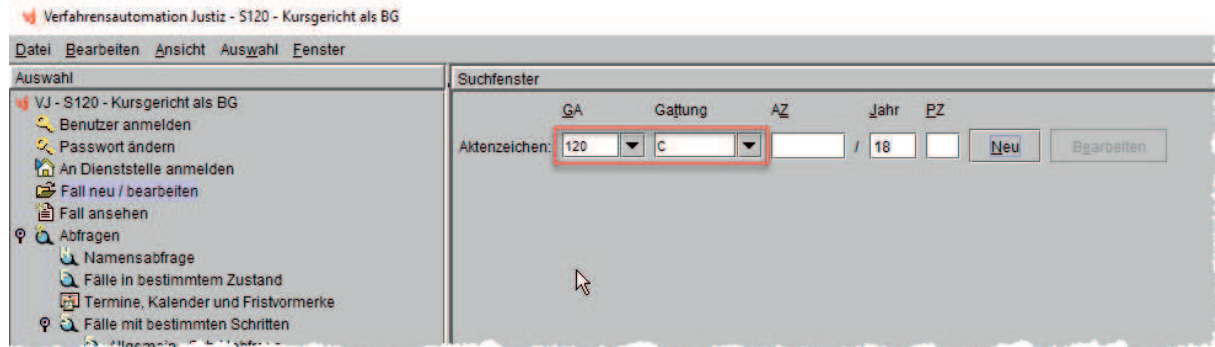 Verfahrensautomation Justiz - S120 - Kursgericht als BG
Datei Bearbeiten Ansicht Auswahl Fenster
Auswahl
VJ - S120 - Kursgericht als BG
Benutzer anmelden
Passwort ändern
An Dienststelle anmelden
Fall neu / bearbeiten
Fall ansehen
Abfragen
Namensabfrage
Fälle in bestimmtem Zustand
Termine, Kalender und Fristvormerke
Fälle mit bestimmten Schritten
Suchfenster
GA Gattung AZ Jahr PZ
Aktenzeichen: 120 C / 18 Neu Bearbeiten